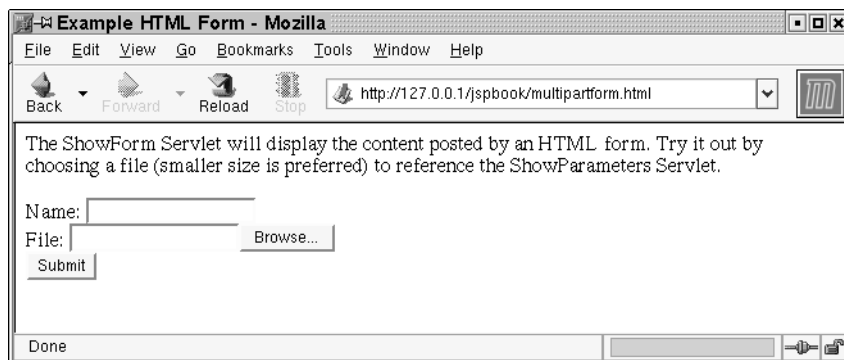 Example HTML Form - Mozilla
File Edit View Go Bookmarks Tools Window Help
Back Forward Reload Stop http://127.0.0.1/jspbook/multipartform.html
The ShowForm Servlet will display the content posted by an HTML form. Try it out by
choosing a file (smaller size is preferred) to reference the ShowParameters Servlet.
Name:
File: Browse...
Submit
Done